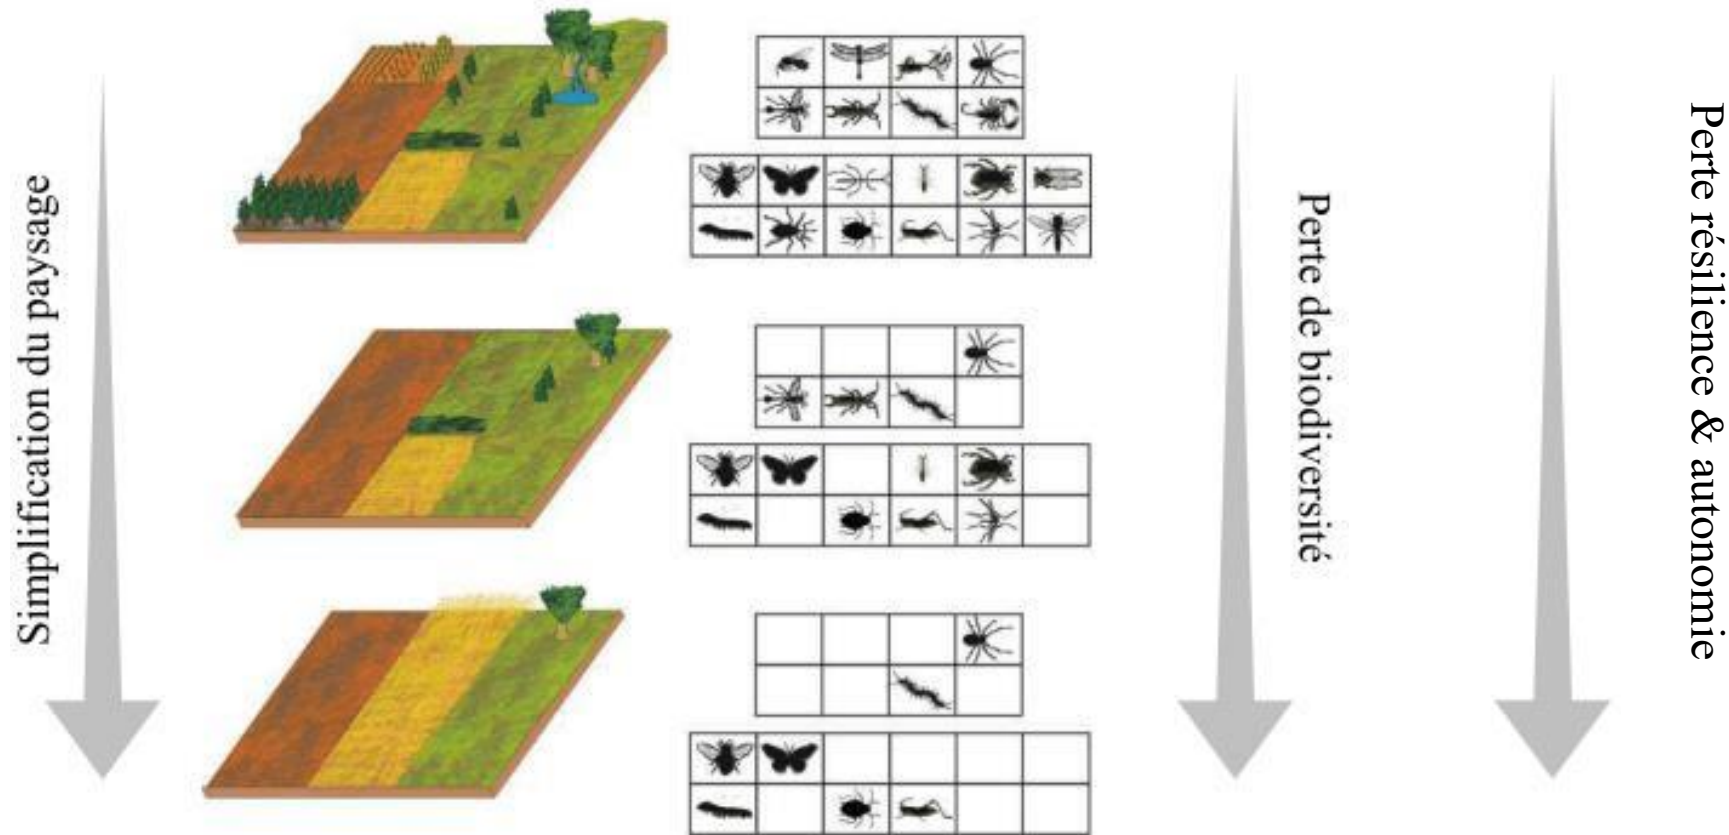 Simplification du paysage
Perte de biodiversité
Perte résilience & autonomie